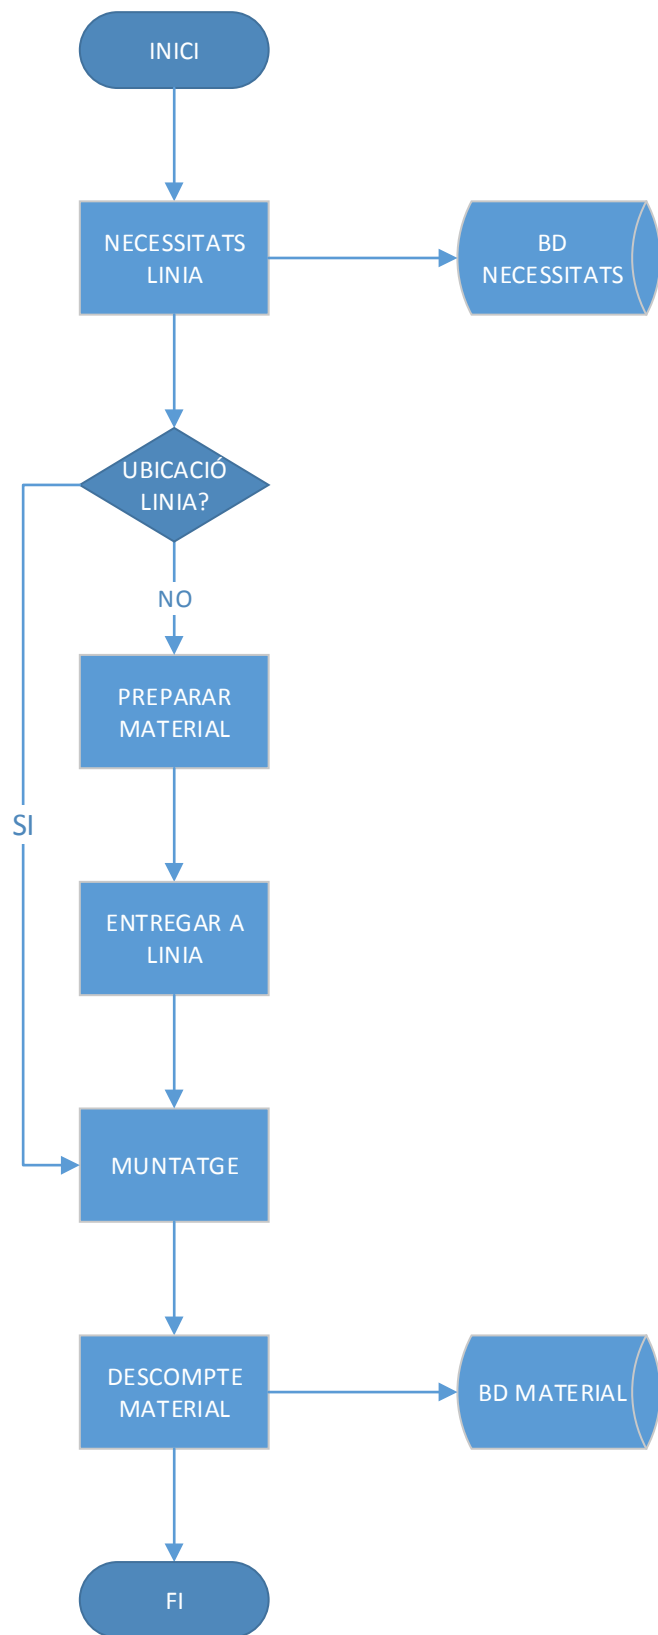 INICI
NECESSITATS
LINIA
BD
NECESSITATS
UBICACIÓ
LINIA?
NO
PREPARAR
MATERIAL
SI
ENTREGAR A
LINIA
MUNTATGE
DESCOMPTE
MATERIAL
BD MATERIAL
FI